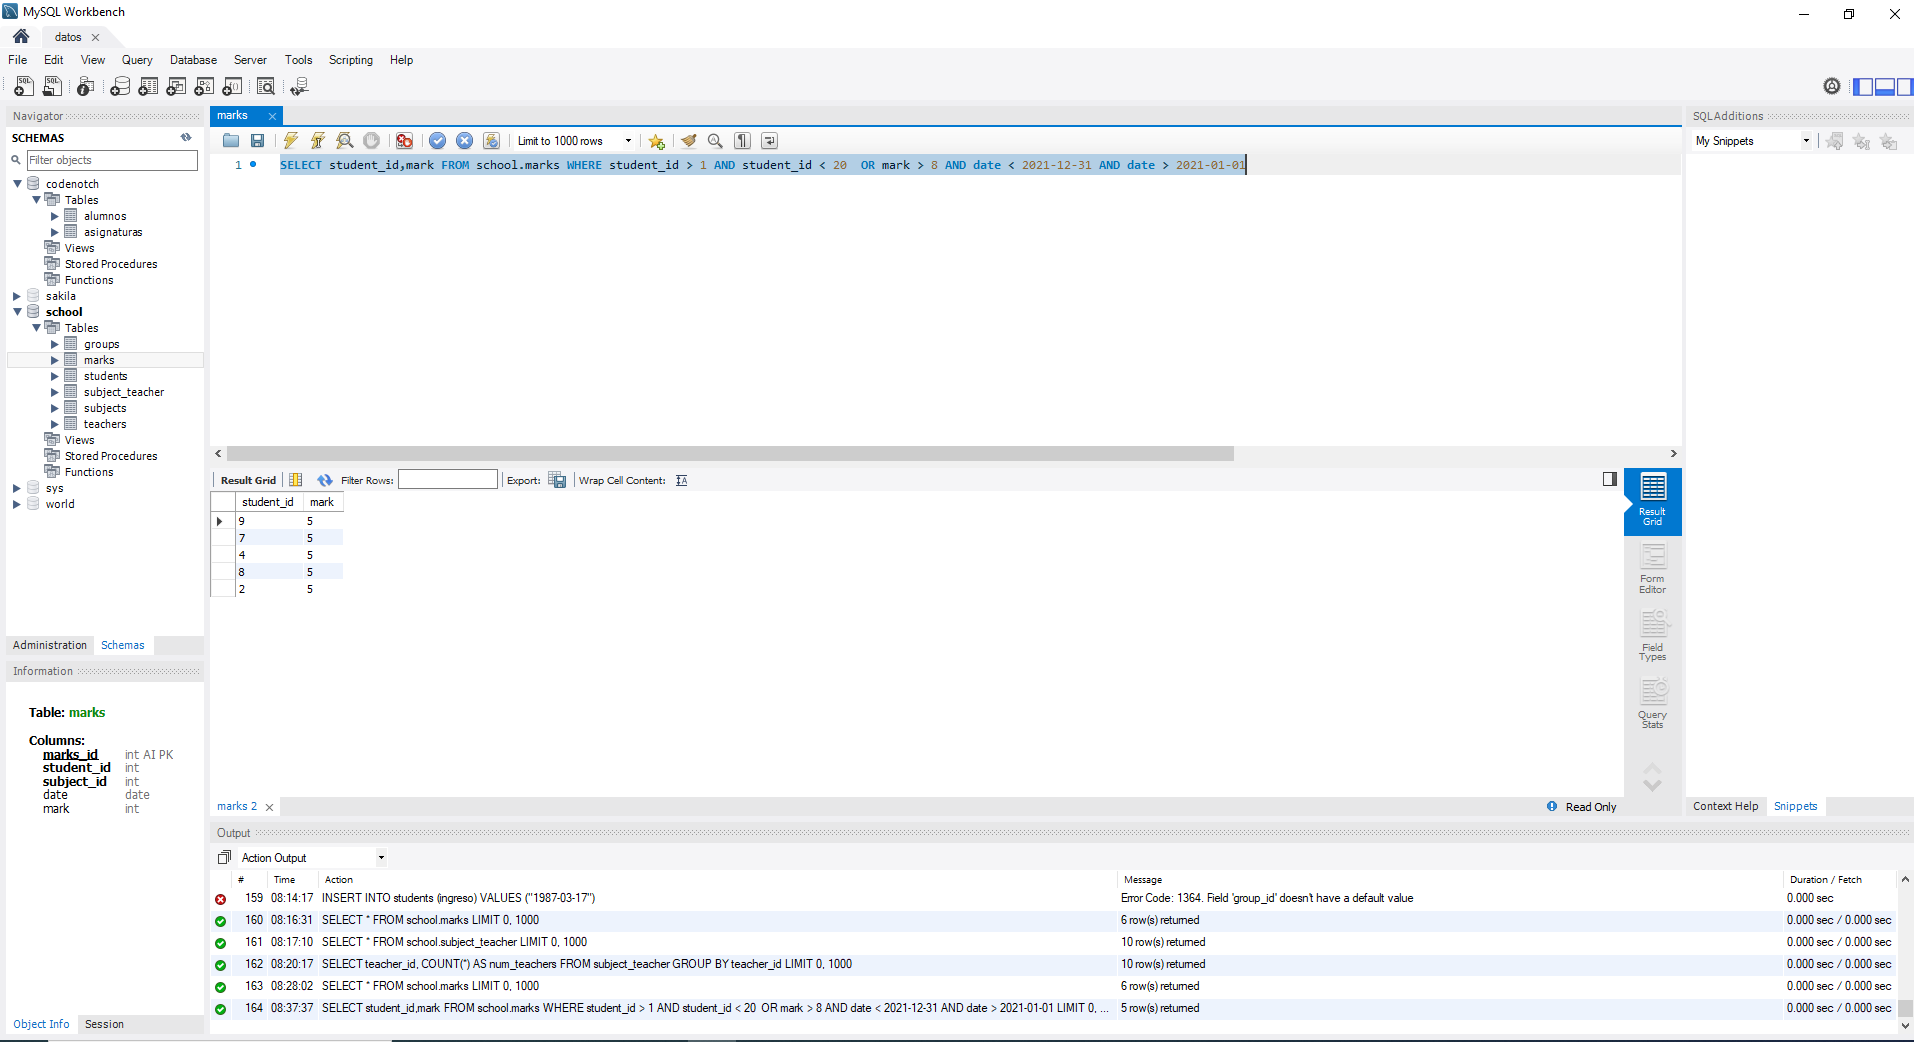 MySQL Workbench
datos
File Edit View Query Database Server Tools Scripting Help
Navigator
SCHEMAS
Filter objects
codenotch
Tables
alumnos
asignaturas
Views
Stored Procedures
Functions
sakila
school
Tables
groups
marks
students
subject_teacher
subjects
teachers
Views
Stored Procedures
Functions
sys
world
Administration Schemas
Information
Table: marks
Columns:
marks_id int AI PK
student_id int
subject_id int
date date
mark int
Object Info Session
marks
Limit to 1000 rows
1 SELECT student_id,mark FROM school.marks WHERE student_id > 1 AND student_id < 20  OR mark > 8 AND date < 2021-12-31 AND date > 2021-01-01
Result Grid Filter Rows: Export: Wrap Cell Content:
student_id mark
9 5
7 5
4 5
8 5
2 5
Result
Grid
Form
Editor
Field
Types
Query
Stats
marks 2
Read Only
SQLAdditions
My Snippets
Context Help Snippets
Output
Action Output
# Time Action Message Duration / Fetch
159 08:14:17 INSERT INTO students (ingreso) VALUES ("1987-03-17") Error Code: 1364. Field 'group_id' doesn't have a default value 0.000 sec
160 08:16:31 SELECT * FROM school.marks LIMIT 0, 1000 6 row(s) returned 0.000 sec / 0.000 sec
161 08:17:10 SELECT * FROM school.subject_teacher LIMIT 0, 1000 10 row(s) returned 0.000 sec / 0.000 sec
162 08:20:17 SELECT teacher_id, COUNT(*) AS num_teachers FROM subject_teacher GROUP BY teacher_id LIMIT 0, 1000 10 row(s) returned 0.000 sec / 0.000 sec
163 08:28:02 SELECT * FROM school.marks LIMIT 0, 1000 6 row(s) returned 0.000 sec / 0.000 sec
164 08:37:37 SELECT student_id,mark FROM school.marks WHERE student_id > 1 AND student_id < 20  OR mark > 8 AND date < 2021-12-31 AND date > 2021-01-01 LIMIT 0, ... 5 row(s) returned 0.000 sec / 0.000 sec